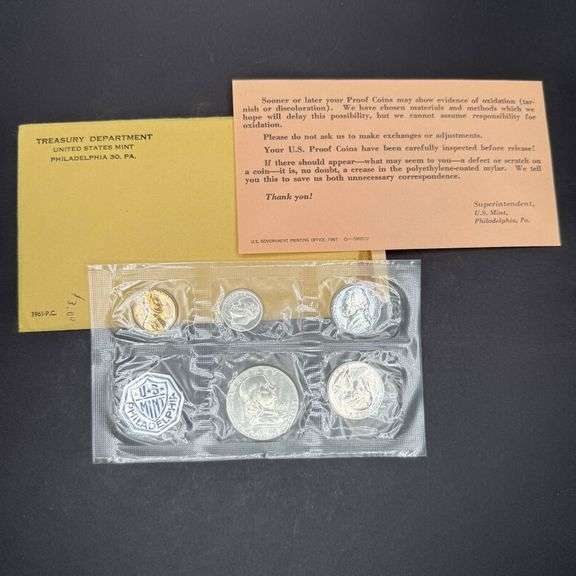 TREASURY DEPARTMENT
UNITED STATES MINT
PHILADELPHIA 30, PA.
1961-P.C
Sooner or later your Proof Coins may show evidence of oxidation (tar-
nish or discoloration). We have chosen materials and methods which we
hope will delay this possibility, but we cannot assume responsibility for
oxidation.
Please do not ask us to make exchanges or adjustments.
Your U.S. Proof Coins have been carefully inspected before release!
If there should appear—what may seem to you—a defect or scratch on
a coin—it is, no doubt, a crease in the polyethylene-coated mylar. We tell
you this to save us both unnecessary correspondence.
Thank you!
Superintendent,
U.S. Mint,
Philadelphia, Pa.
U.S. GOVERNMENT PRINTING OFFICE: 1961
U.S.
MINT
PHILADELPHIA